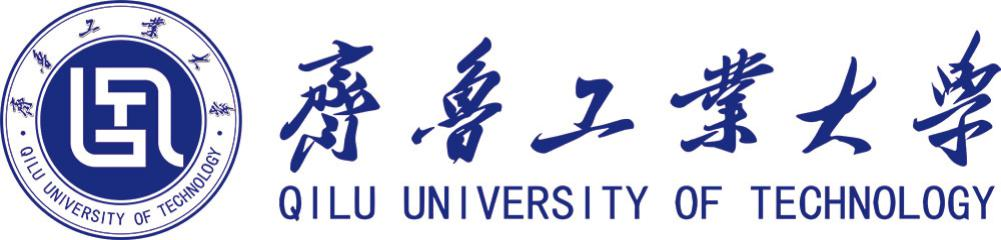 齊魯工業大學
QILU UNIVERSITY OF TECHNOLOGY
齊魯工業大學
QILU UNIVERSITY OF TECHNOLOGY